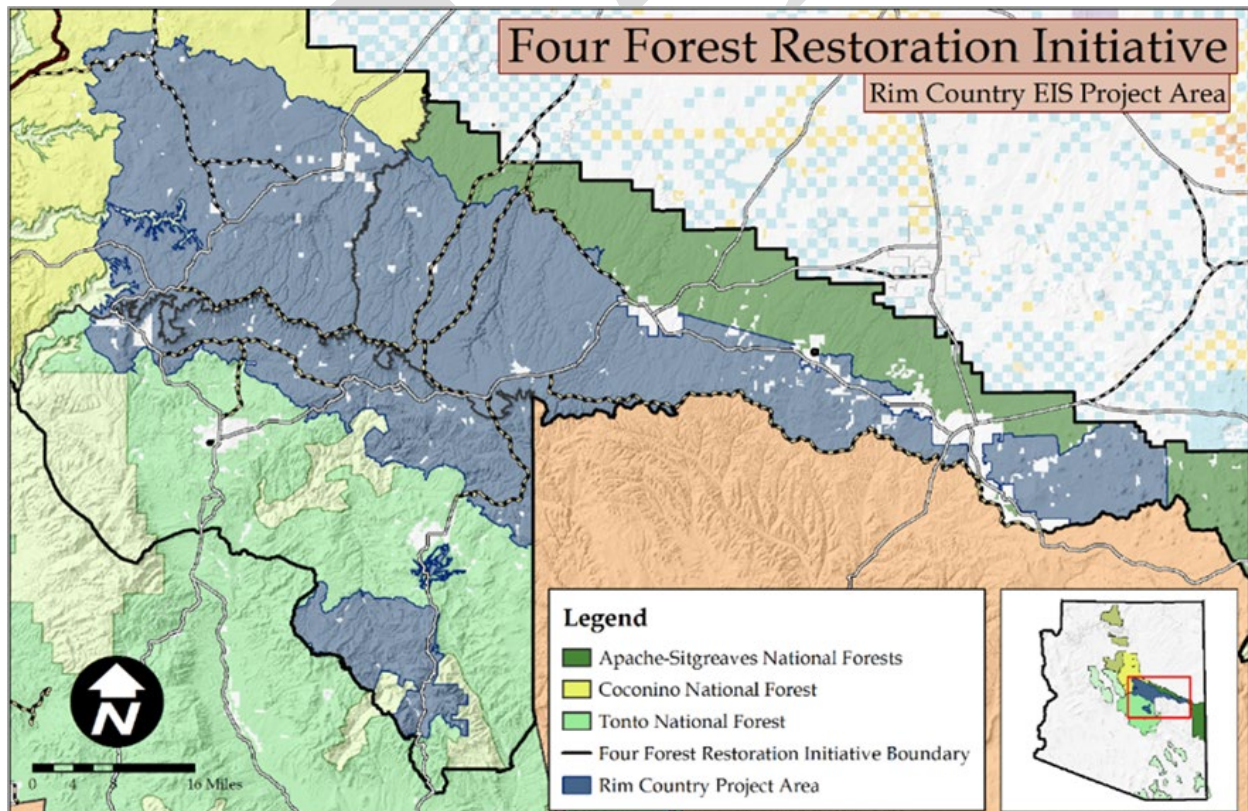 Four Forest Restoration Initiative
Rim Country EIS Project Area
Legend
Apache-Sitgreaves National Forests
Coconino National Forest
Tonto National Forest
Four Forest Restoration Initiative Boundary
Rim Country Project Area
N
0 4 8 16 Miles